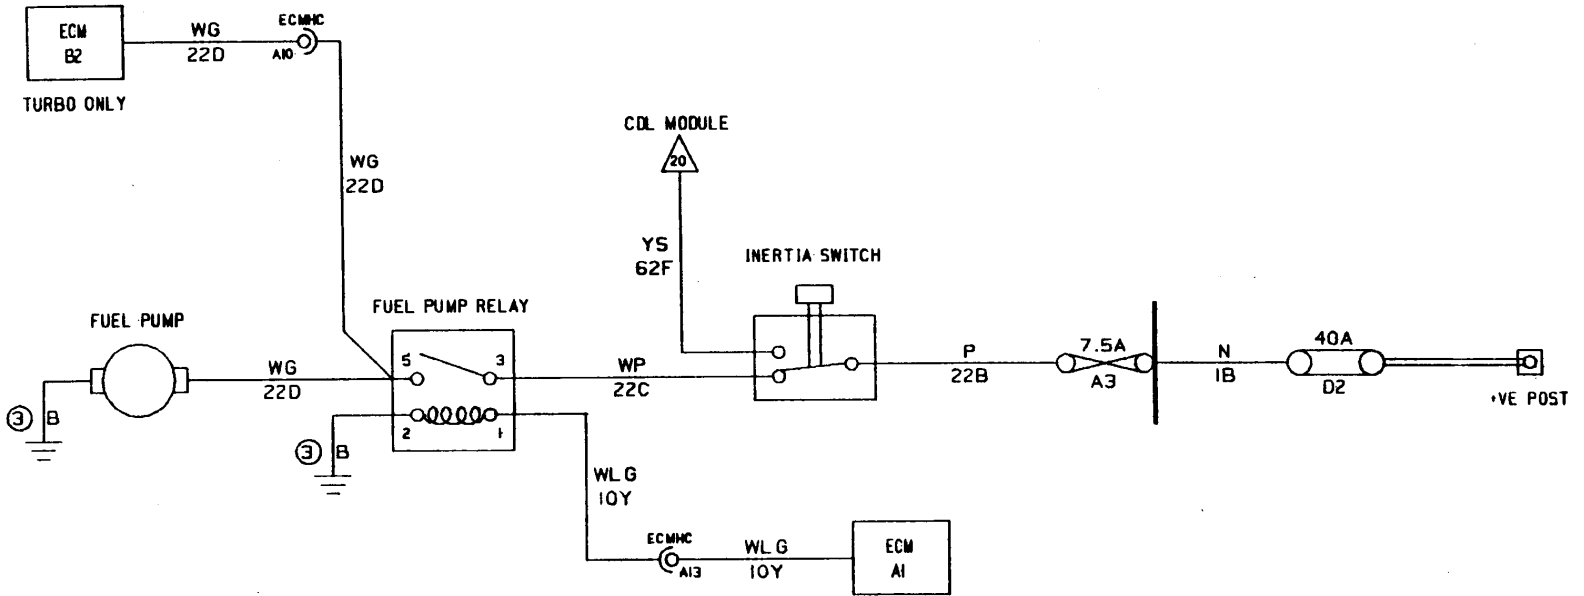 ECM
B2
TURBO ONLY
WG
22D
ECMHC
A10
WG
22D
CDL MODULE
20
YS
62F
INERTIA SWITCH
FUEL PUMP
FUEL PUMP RELAY
WG
22D
5
3
2
1
WP
22C
P
22B
7.5A
A3
N
1B
40A
D2
+VE POST
3
B
3
B
WLG
10Y
ECMHC
A13
WLG
10Y
ECM
A1